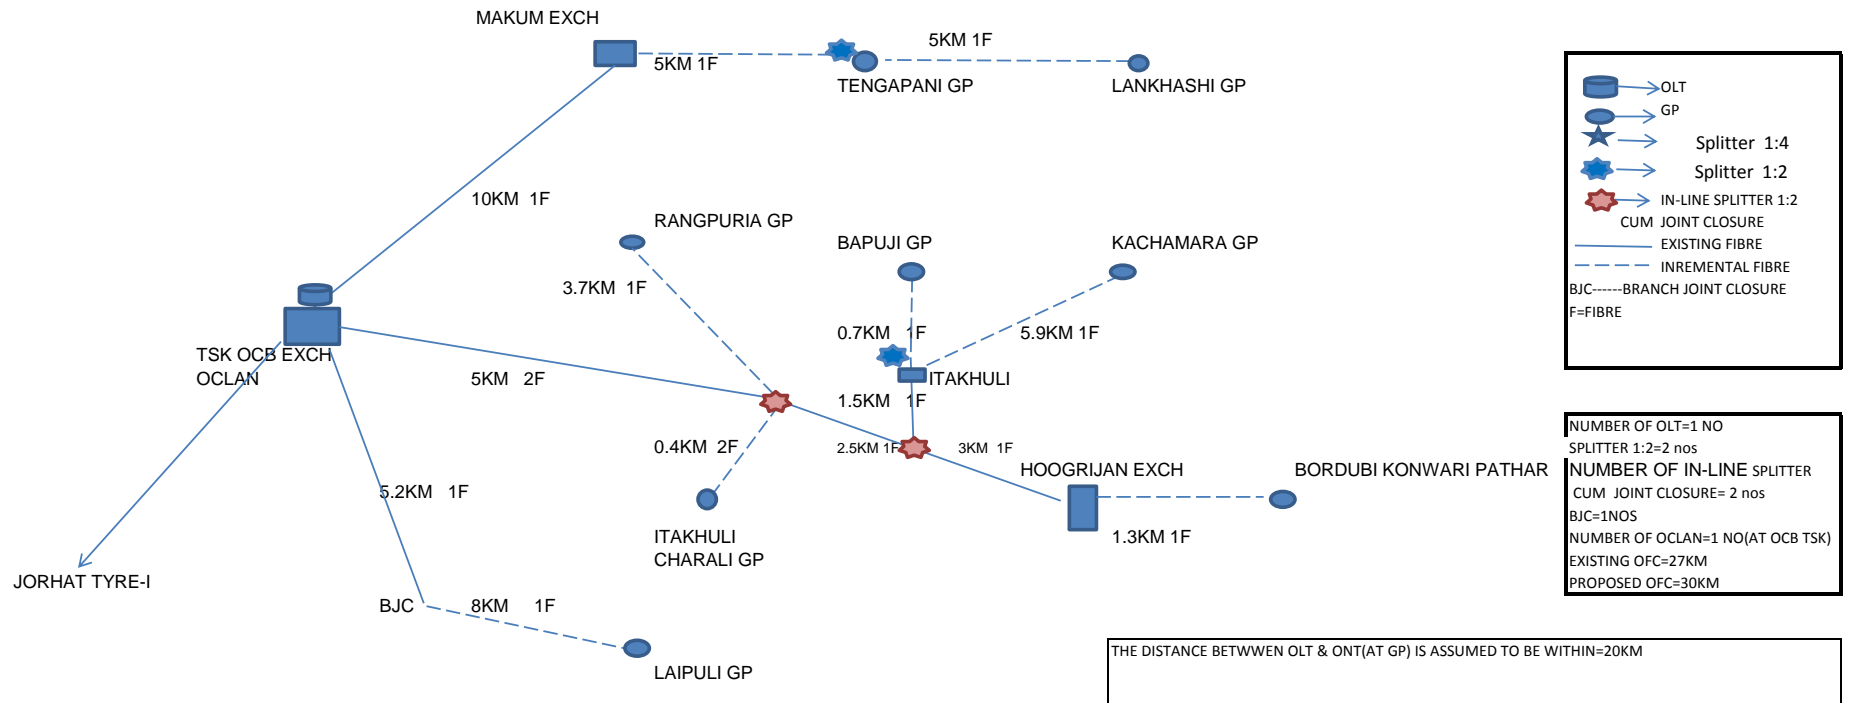 MAKUM EXCH
5KM 1F
5KM 1F
TENGAPANI GP
LANKHASHI GP
10KM 1F
RANGPURIA GP
BAPUJI GP
KACHAMARA GP
3.7KM 1F
0.7KM 1F
5.9KM 1F
TSK OCB EXCH
OCLAN
5KM 2F
ITAKHULI
1.5KM 1F
0.4KM 2F
2.5KM 1F
3KM 1F
HOOGRIJAN EXCH
BORDUBI KONWARI PATHAR
5.2KM 1F
ITAKHULI
CHARALI GP
1.3KM 1F
JORHAT TYRE-I
BJC
8KM 1F
LAIPULI GP
OLT
GP
Splitter 1:4
Splitter 1:2
IN-LINE SPLITTER 1:2
CUM JOINT CLOSURE
EXISTING FIBRE
INREMENTAL FIBRE
BJC------BRANCH JOINT CLOSURE
F=FIBRE
NUMBER OF OLT=1 NO
SPLITTER 1:2=2 nos
NUMBER OF IN-LINE SPLITTER
CUM JOINT CLOSURE= 2 nos
BJC=1NOS
NUMBER OF OCLAN=1 NO(AT OCB TSK)
EXISTING OFC=27KM
PROPOSED OFC=30KM
THE DISTANCE BETWWEN OLT & ONT(AT GP) IS ASSUMED TO BE WITHIN=20KM